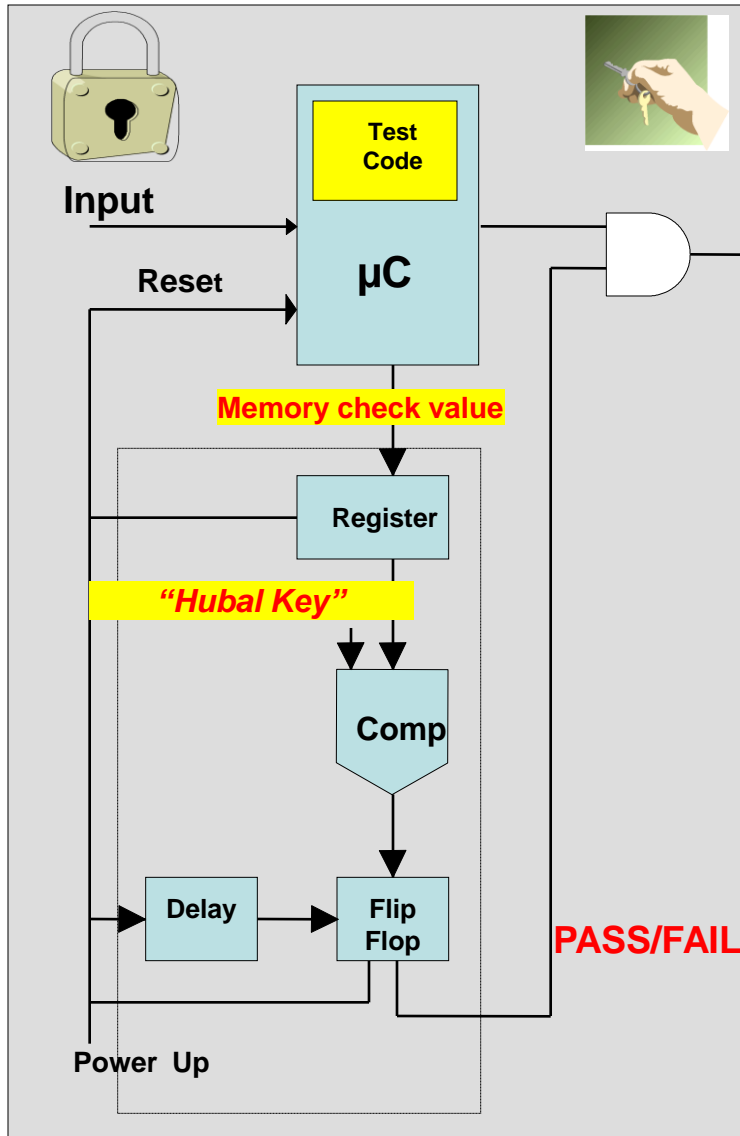 Test
Code
Input
µC
Reset
Memory check value
Register
“Hubal Key”
Comp
Delay
Flip
Flop
PASS/FAIL
Power Up